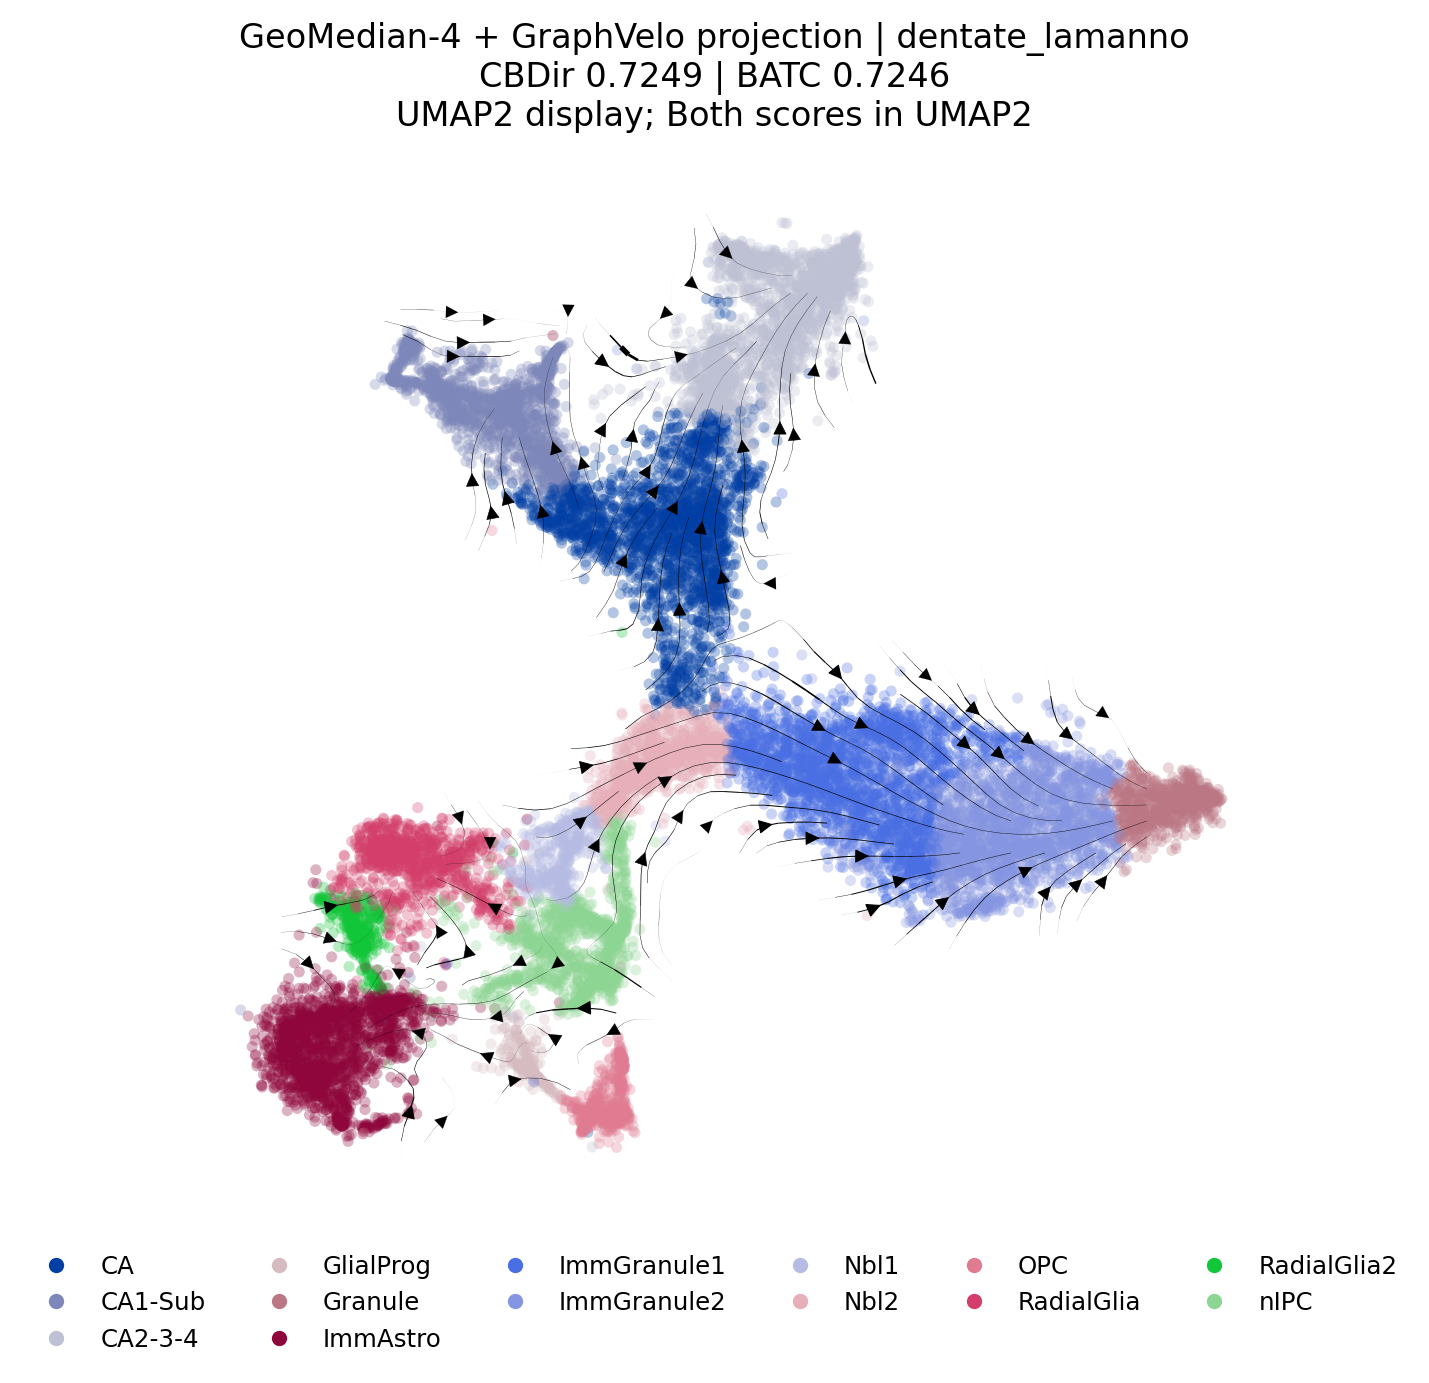 GeoMedian-4 + GraphVelo projection | dentate_lamanno
CBDir 0.7249 | BATC 0.7246
UMAP2 display; Both scores in UMAP2
CA GlialProg ImmGranule1 Nbl1 OPC RadialGlia2
CA1-Sub Granule ImmGranule2 Nbl2 RadialGlia nIPC
CA2-3-4 ImmAstro